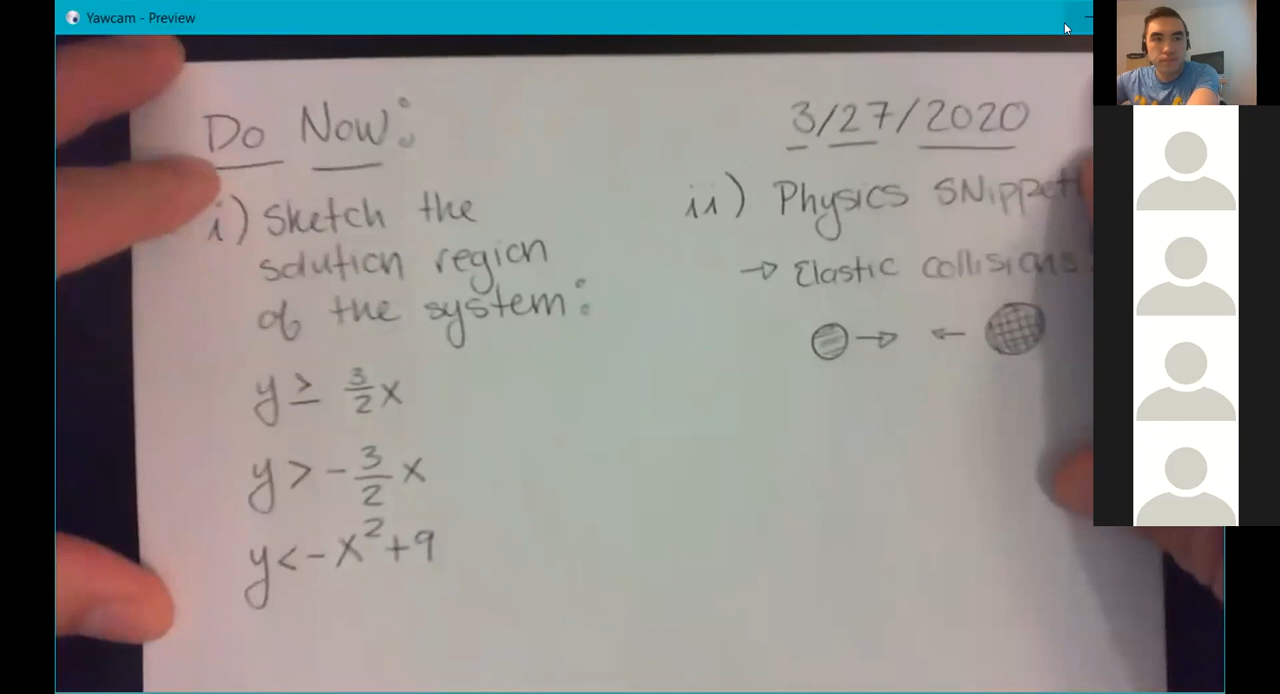 Yawcam - Preview
Do Now:
3/27/2020
i) Sketch the
solution region
of the system:
y ≥ 3/2 x
y > - 3/2 x
y < -x² + 9
ii) Physics
→ Elastic collisions